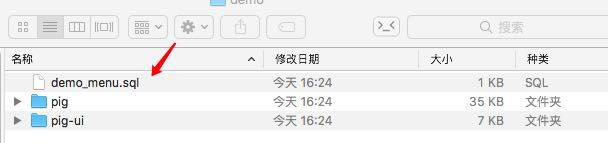 demo
搜索
名称 修改日期 大小 种类
demo_menu.sql 今天 16:24 1 KB SQL
pig 今天 16:24 35 KB 文件夹
pig-ui 今天 16:24 7 KB 文件夹